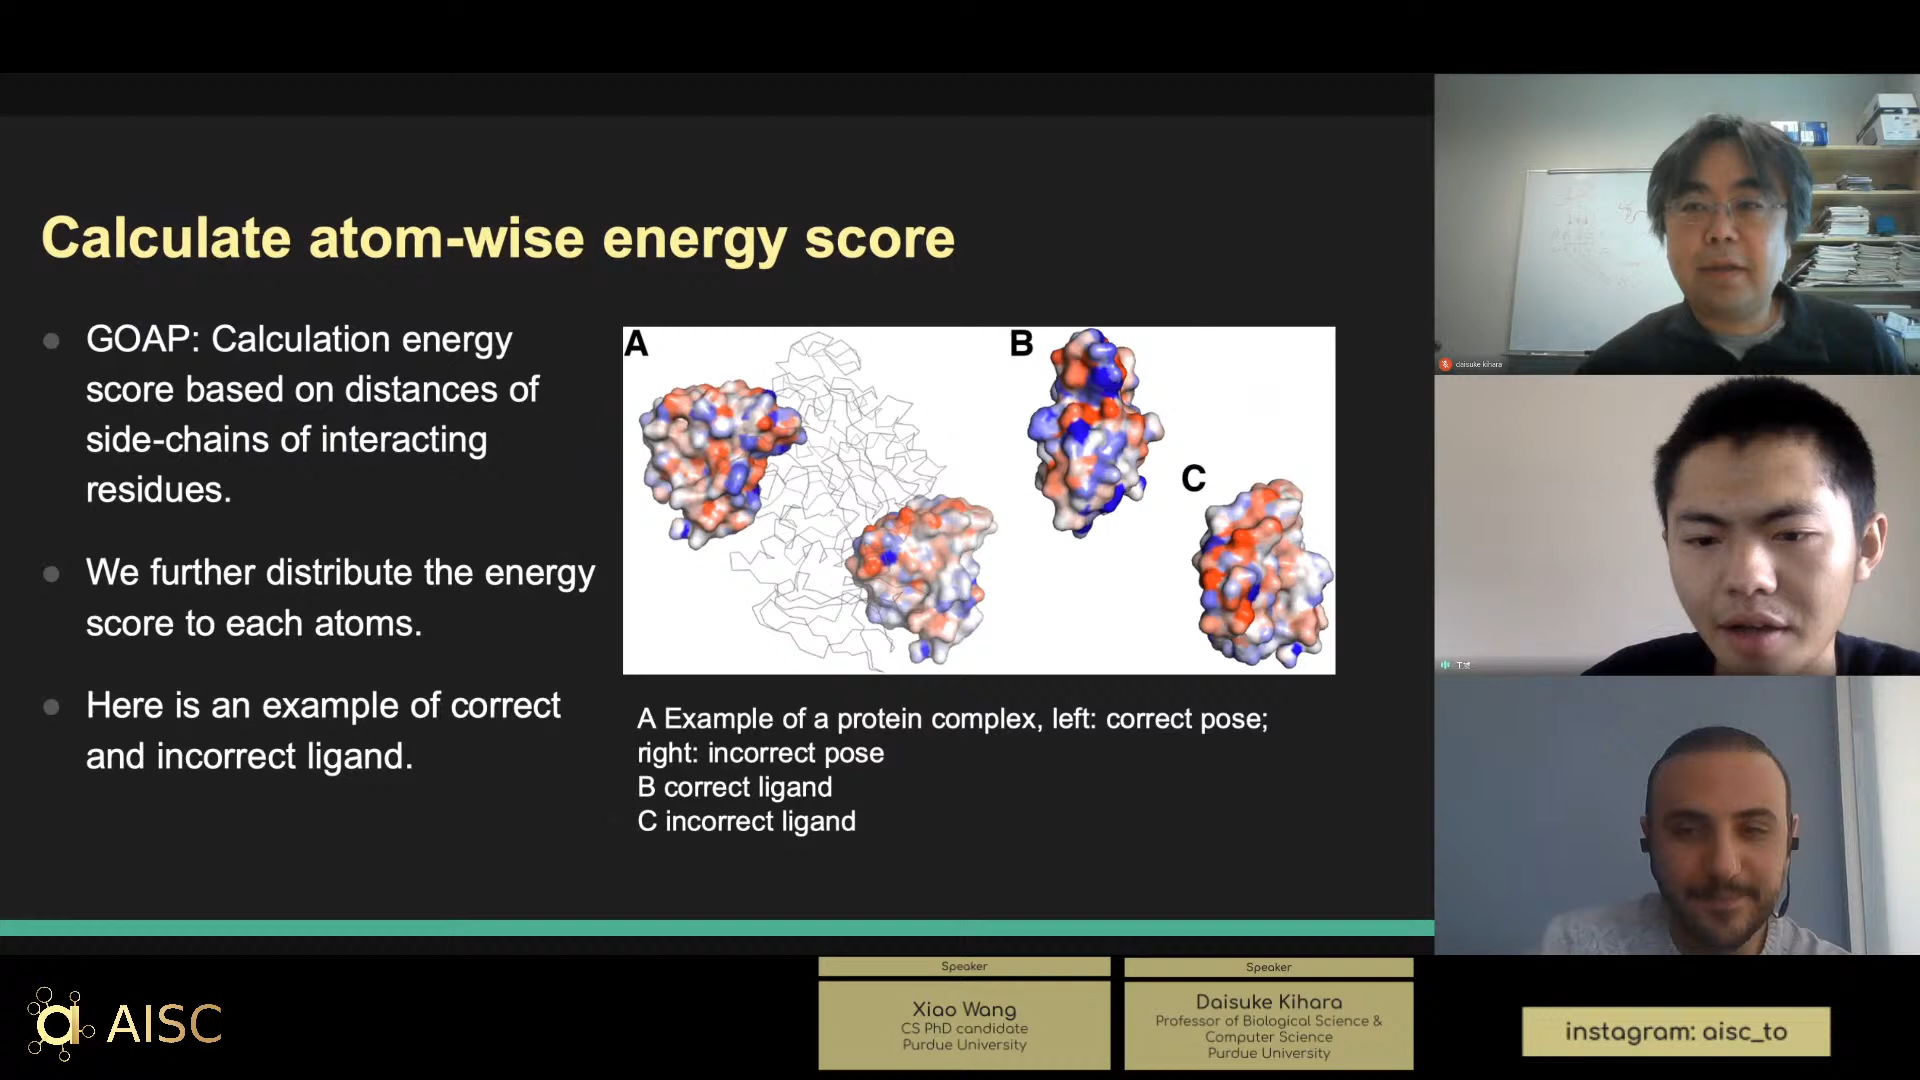 Calculate atom-wise energy score
GOAP: Calculation energy
score based on distances of
side-chains of interacting
residues.
We further distribute the energy
score to each atoms.
Here is an example of correct
and incorrect ligand.
A
B
C
A Example of a protein complex, left: correct pose;
right: incorrect pose
B correct ligand
C incorrect ligand
daisuke kihara
AISC
Speaker
Xiao Wang
CS PhD candidate
Purdue University
Speaker
Daisuke Kihara
Professor of Biological Science &
Computer Science
Purdue University
instagram: aisc_to